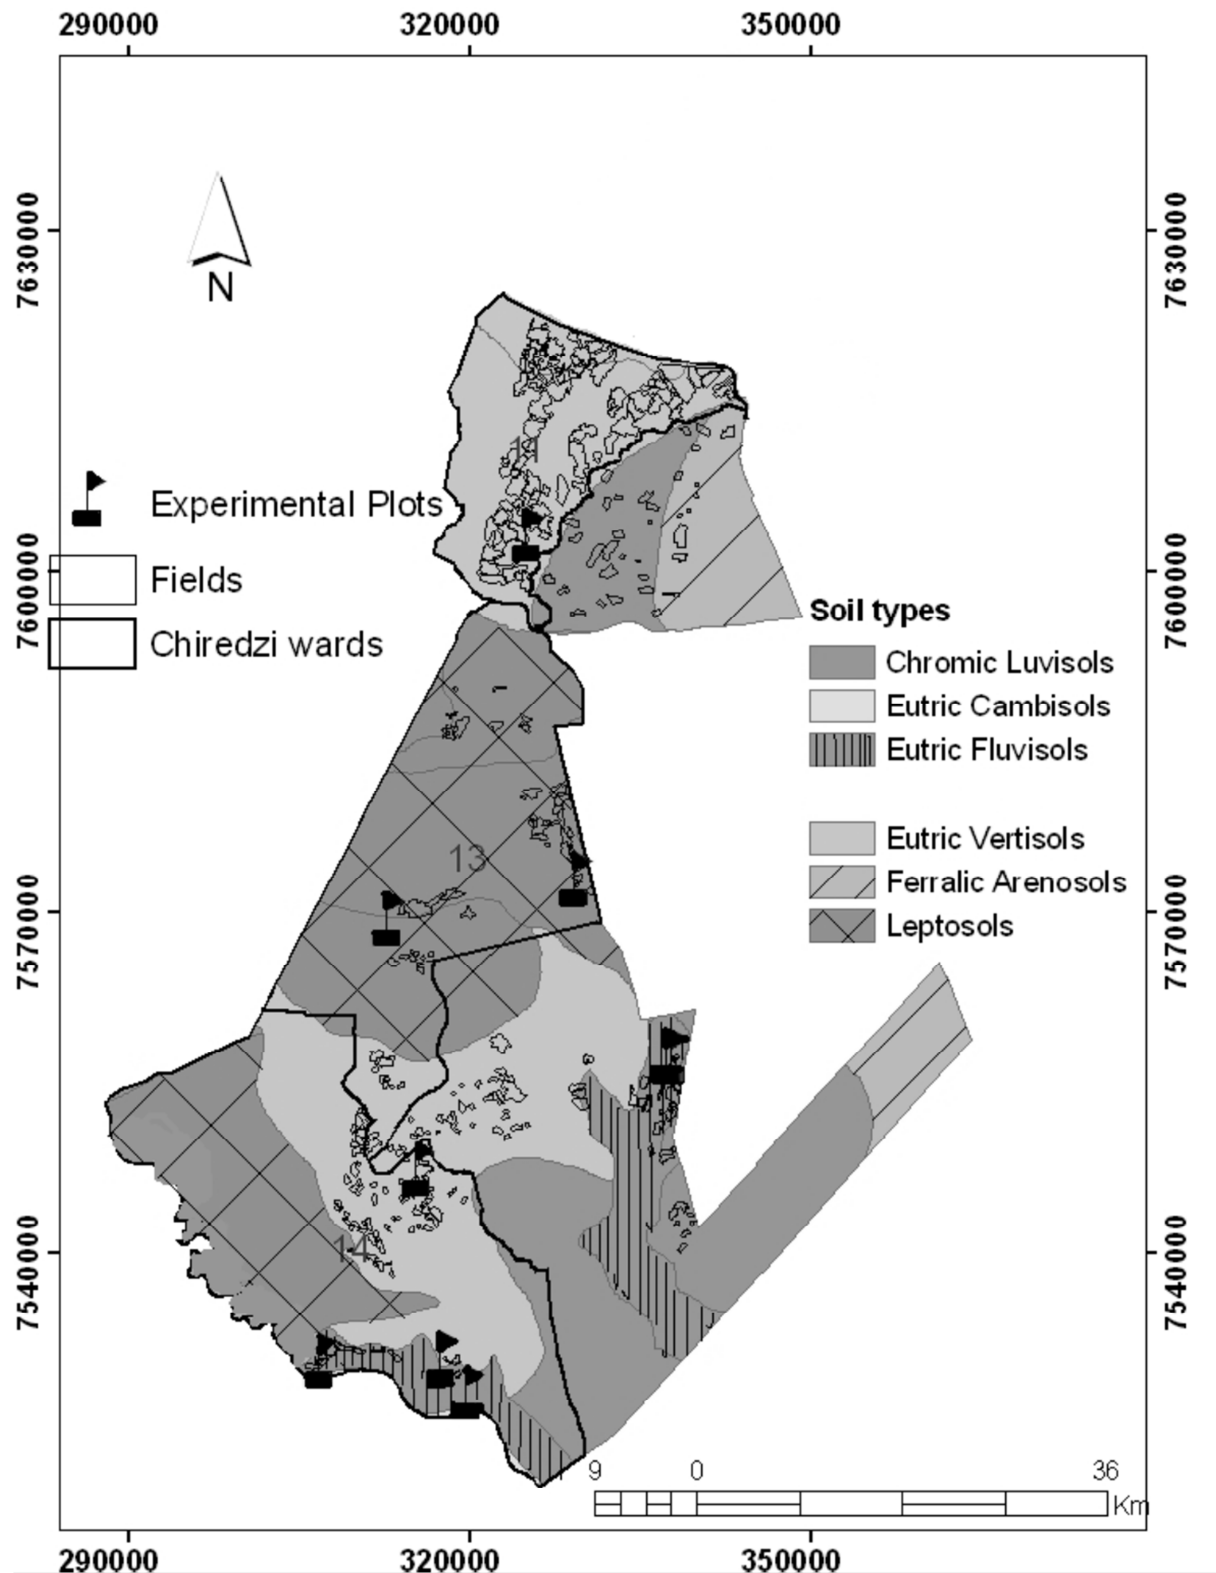 290000 320000 350000
7630000 7630000
N
11
Experimental Plots
Fields
7600000 7600000
Chiredzi wards
Soil types
Chromic Luvisols
Eutric Cambisols
Eutric Fluvisols
Eutric Vertisols
Ferralic Arenosols
Leptosols
13
7570000 7570000
14
7540000 7540000
9 0 36
Km
290000 320000 350000